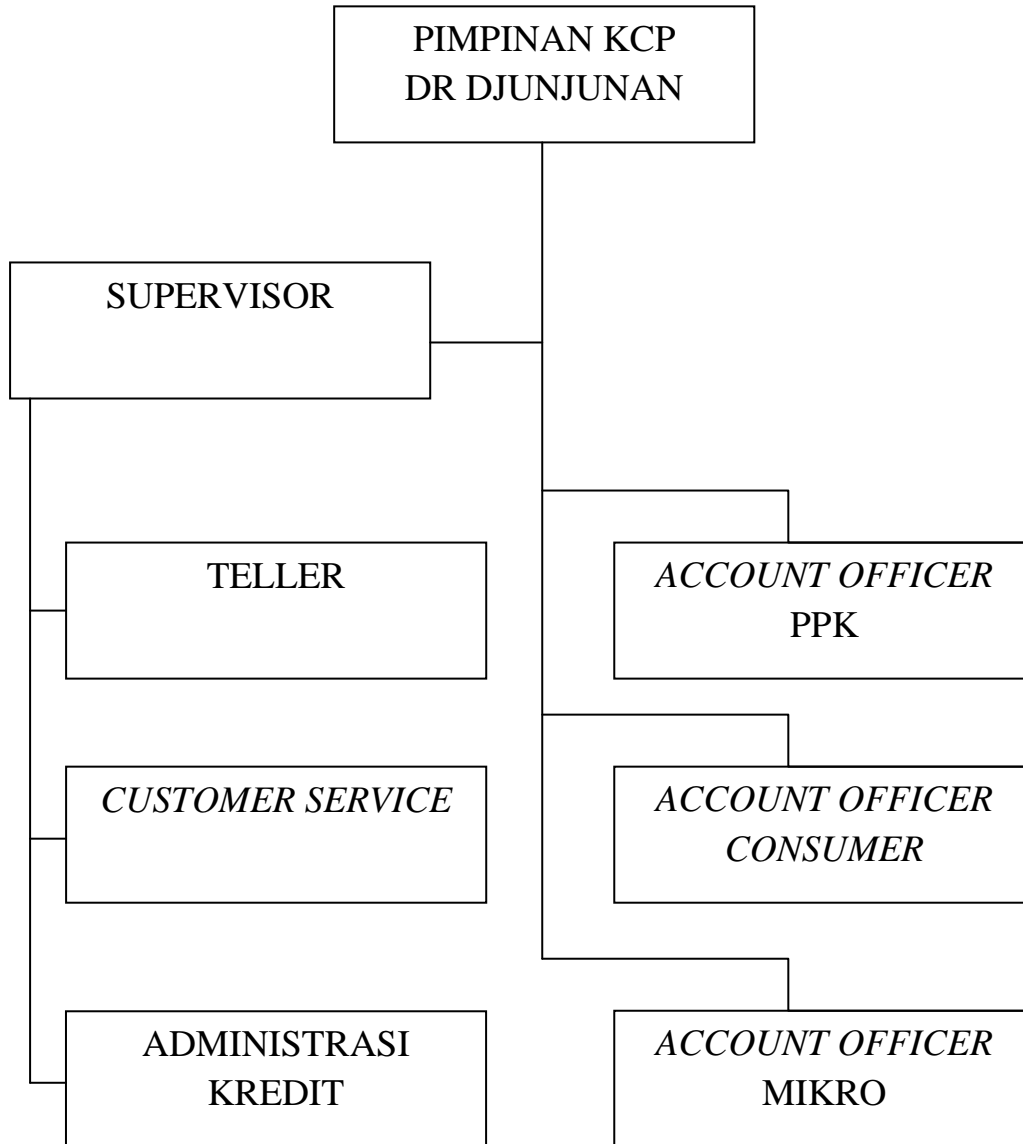 PIMPINAN KCP
DR DJUNJUNAN
SUPERVISOR
TELLER
ACCOUNT OFFICER
PPK
CUSTOMER SERVICE
ACCOUNT OFFICER
CONSUMER
ADMINISTRASI
KREDIT
ACCOUNT OFFICER
MIKRO